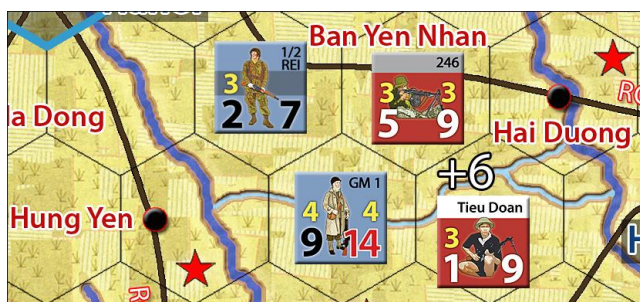 1/2
REI
3
2 7
Ban Yen Nhan
246
3 3
5 9
Ha Dong
Hai Duong
+6
GM 1
4 4
9 14
Tieu Doan
3
1 9
Hung Yen